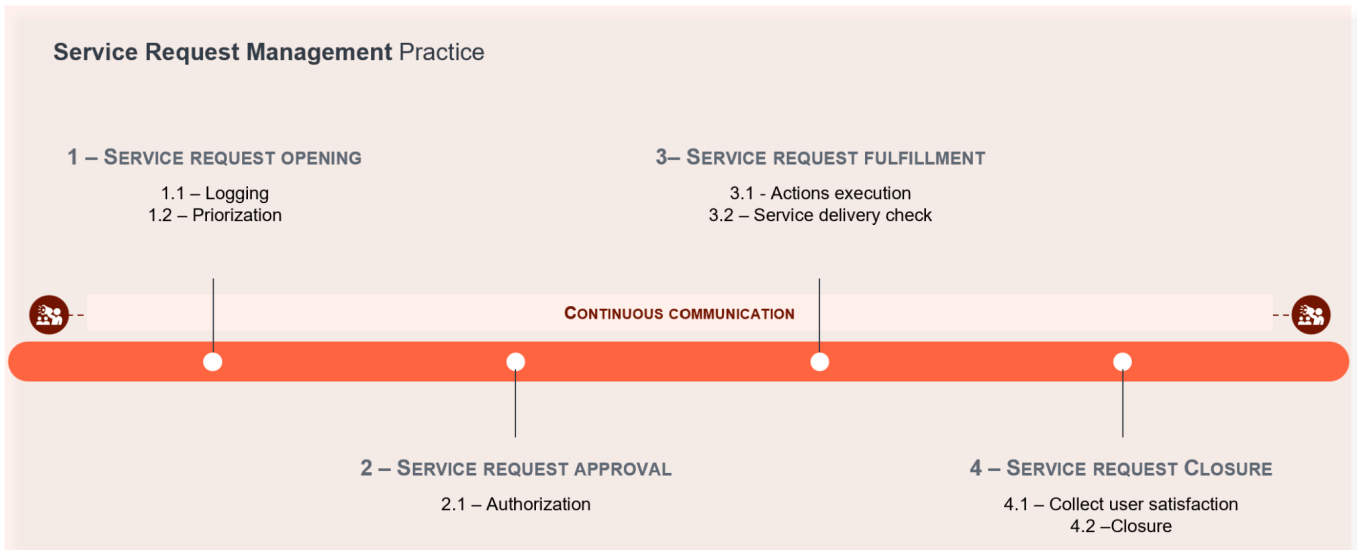 Service Request Management Practice
1 – Service request opening
1.1 – Logging
1.2 – Priorization
3– Service request fulfillment
3.1 - Actions execution
3.2 – Service delivery check
Continuous communication
2 – Service request approval
2.1 – Authorization
4 – Service request Closure
4.1 – Collect user satisfaction
4.2 –Closure